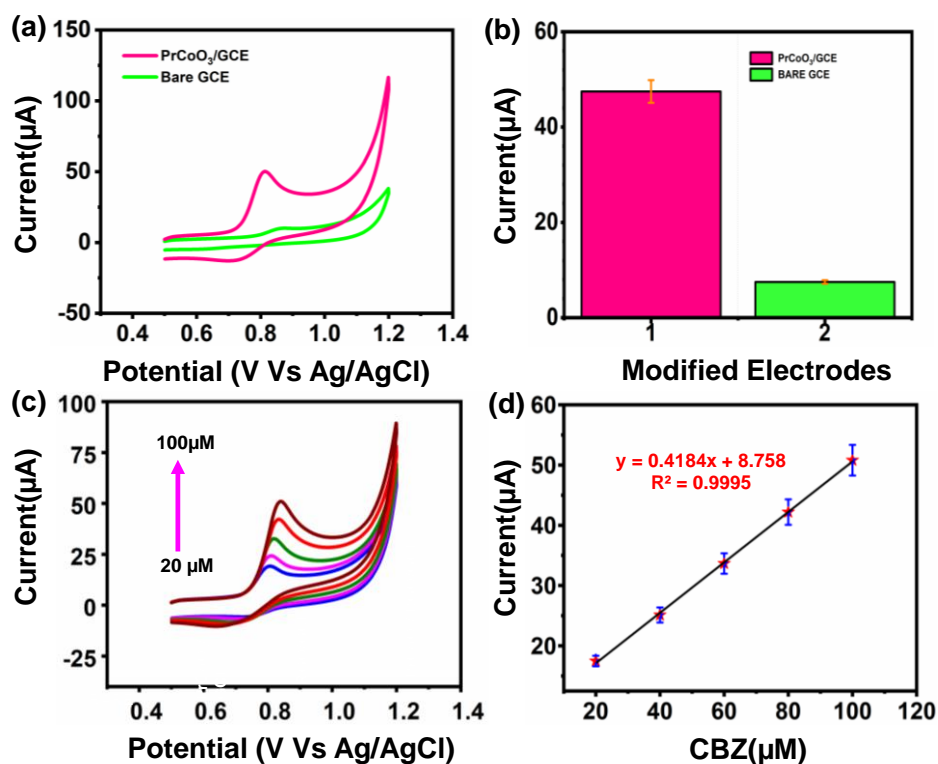 (a)
150
100
50
0
-50
Current(µA)
PrCoO₃/GCE
Bare GCE
0.4 0.6 0.8 1.0 1.2 1.4
Potential (V Vs Ag/AgCl)
(b)
60
40
20
0
Current(µA)
PrCoO₃/GCE
BARE GCE
1 2
Modified Electrodes
(c)
100
75
50
25
0
-25
Current(µA)
100µM
20 µM
0.4 0.6 0.8 1.0 1.2 1.4
Potential (V Vs Ag/AgCl)
(d)
60
50
40
30
20
Current(µA)
y = 0.4184x + 8.758
R² = 0.9995
20 40 60 80 100 120
CBZ(µM)